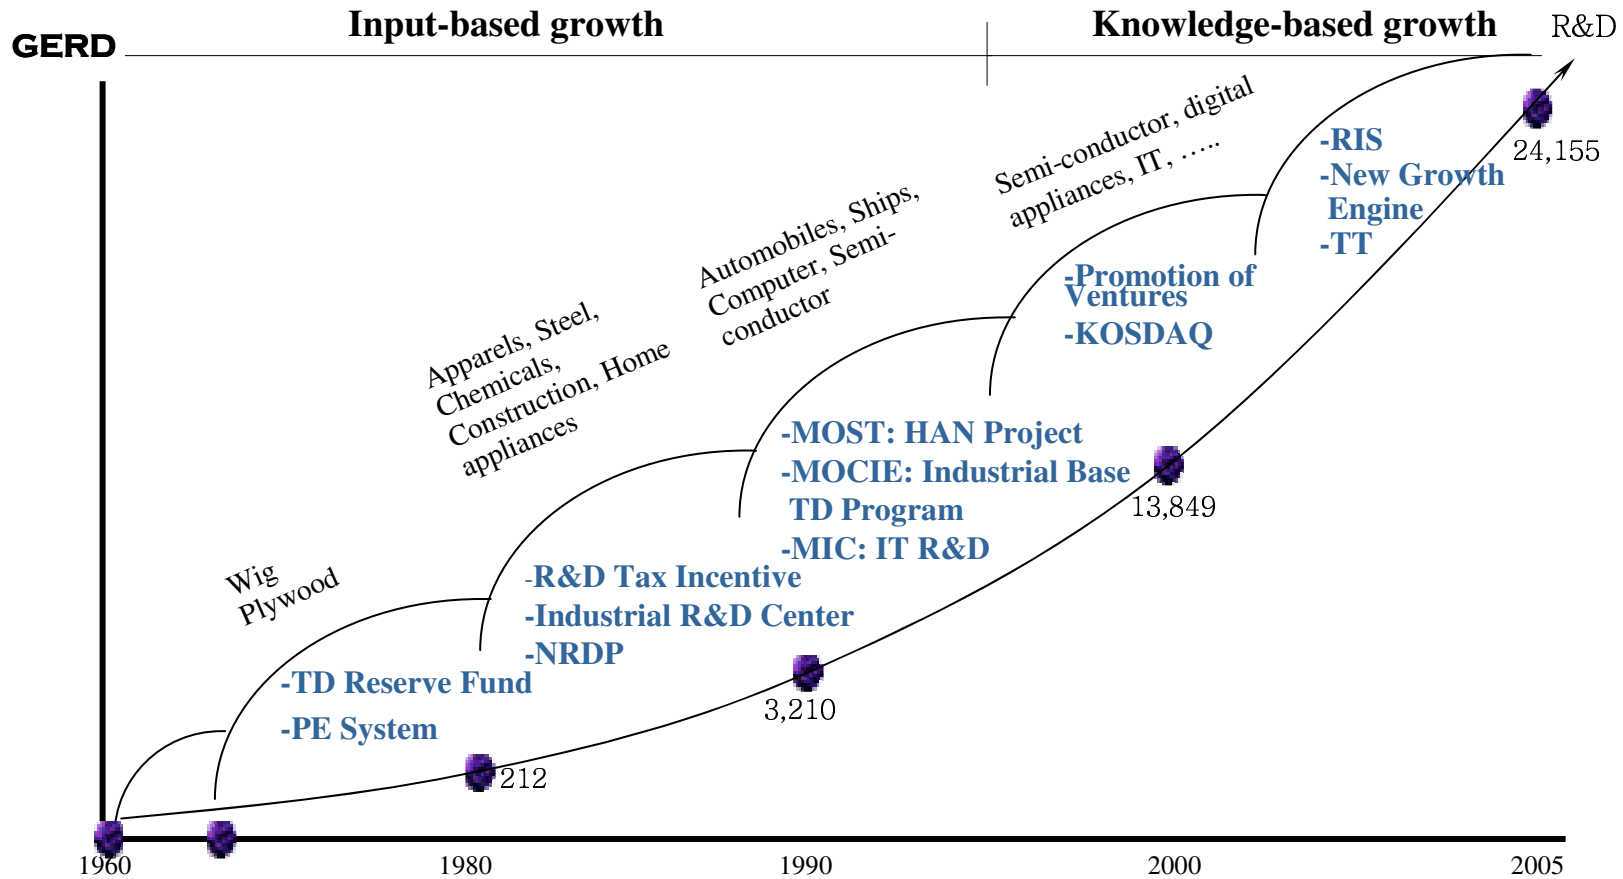 Input-based growth
Knowledge-based growth
R&D
GERD
Semi-conductor, digital
appliances, IT, …..
-RIS
-New Growth
Engine
-TT
24,155
Automobiles, Ships,
Computer, Semi-
conductor
-Promotion of
Ventures
-KOSDAQ
Apparels, Steel,
Chemicals,
Construction, Home
appliances
-MOST: HAN Project
-MOCIE: Industrial Base
TD Program
-MIC: IT R&D
13,849
Wig
Plywood
-R&D Tax Incentive
-Industrial R&D Center
-NRDP
-TD Reserve Fund
-PE System
3,210
212
1960
1980
1990
2000
2005